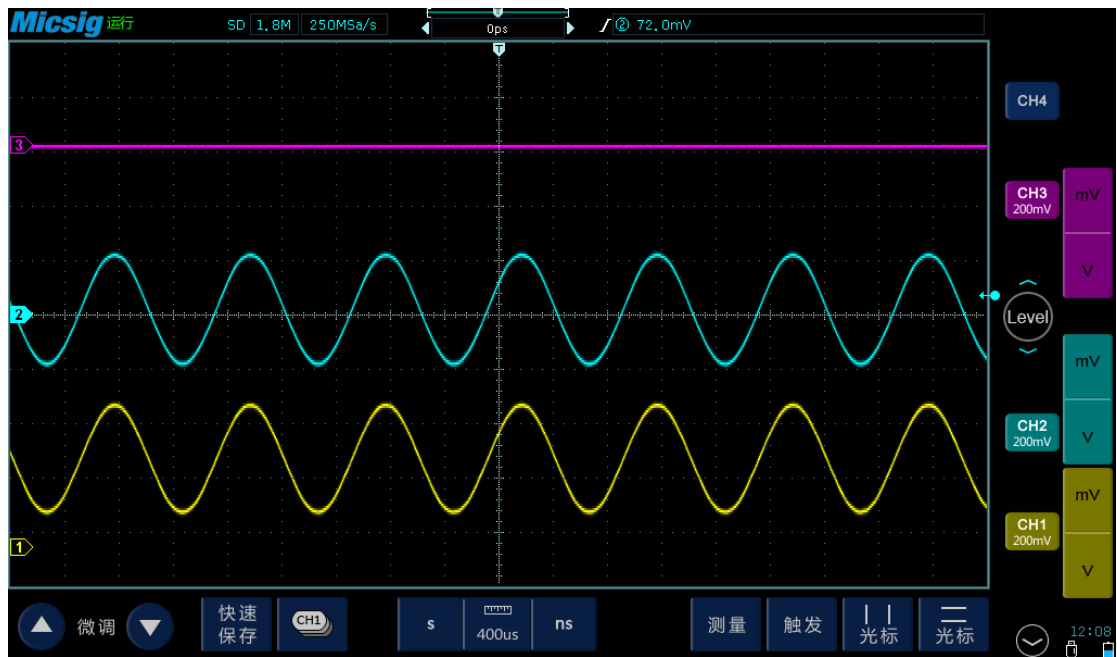 Micsig 运行 SD 1.8M 250MSa/s 0ps ② 72.0mV
T
CH4
3
CH3
200mV
mV
V
2
Level
mV
CH2
200mV
V
mV
CH1
200mV
1
V
微调
快速
保存
CH1
s
400us
ns
测量
触发
光标
光标
12:08